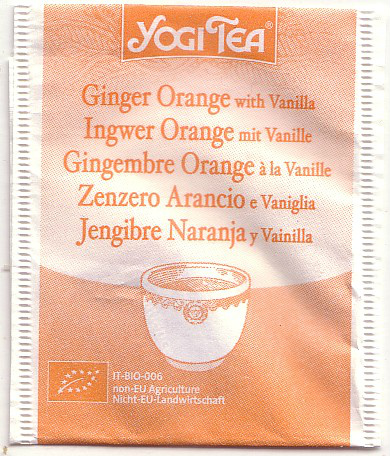 YOGI TEA®
Ginger Orange with Vanilla
Ingwer Orange mit Vanille
Gingembre Orange à la Vanille
Zenzero Arancio e Vaniglia
Jengibre Naranja y Vainilla
IT-BIO-006
non-EU Agriculture
Nicht-EU-Landwirtschaft